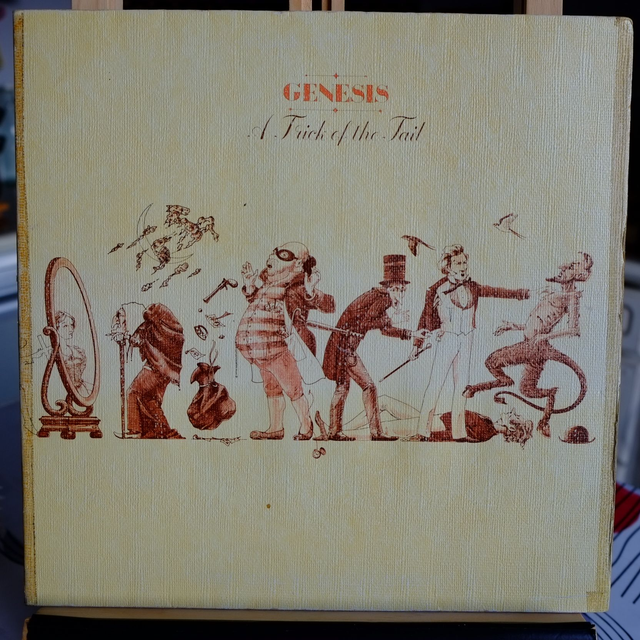 GENESIS
A Trick of the Tail